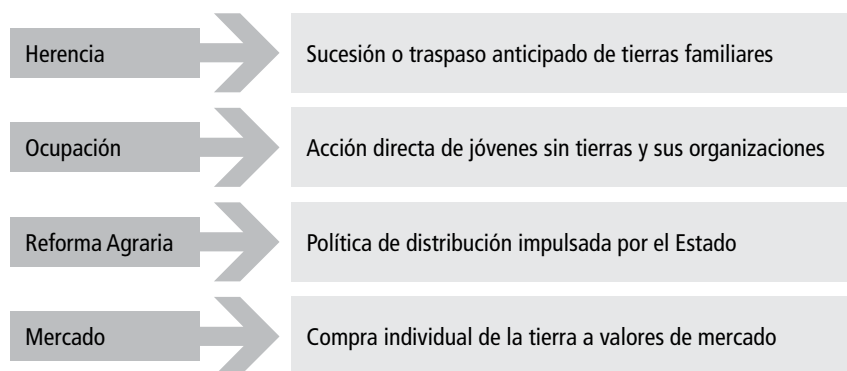 Herencia
Sucesión o traspaso anticipado de tierras familiares
Ocupación
Acción directa de jóvenes sin tierras y sus organizaciones
Reforma Agraria
Política de distribución impulsada por el Estado
Mercado
Compra individual de la tierra a valores de mercado